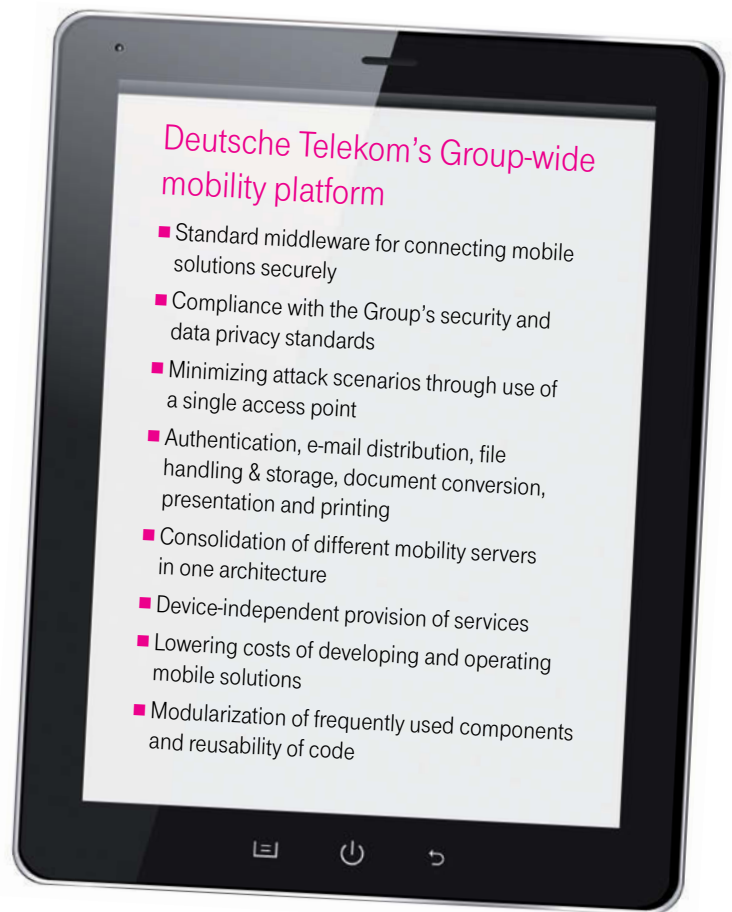 Deutsche Telekom’s Group-wide
mobility platform
■ Standard middleware for connecting mobile
solutions securely
■ Compliance with the Group’s security and
data privacy standards
■ Minimizing attack scenarios through use of
a single access point
■ Authentication, e-mail distribution, file
handling & storage, document conversion,
presentation and printing
■ Consolidation of different mobility servers
in one architecture
■ Device-independent provision of services
■ Lowering costs of developing and operating
mobile solutions
■ Modularization of frequently used components
and reusability of code